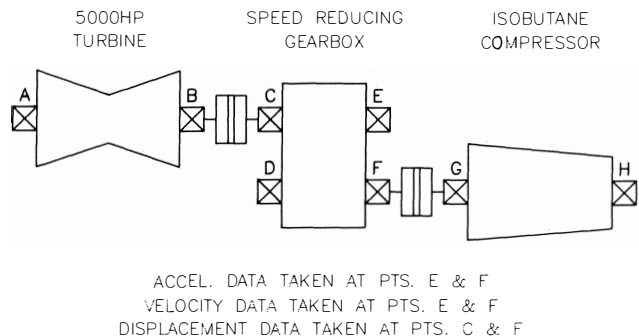 5000HP
TURBINE
SPEED REDUCING
GEARBOX
ISOBUTANE
COMPRESSOR
A
B
C
E
D
F
G
H
ACCEL. DATA TAKEN AT PTS. E & F
VELOCITY DATA TAKEN AT PTS. E & F
DISPLACEMENT DATA TAKEN AT PTS. C & F